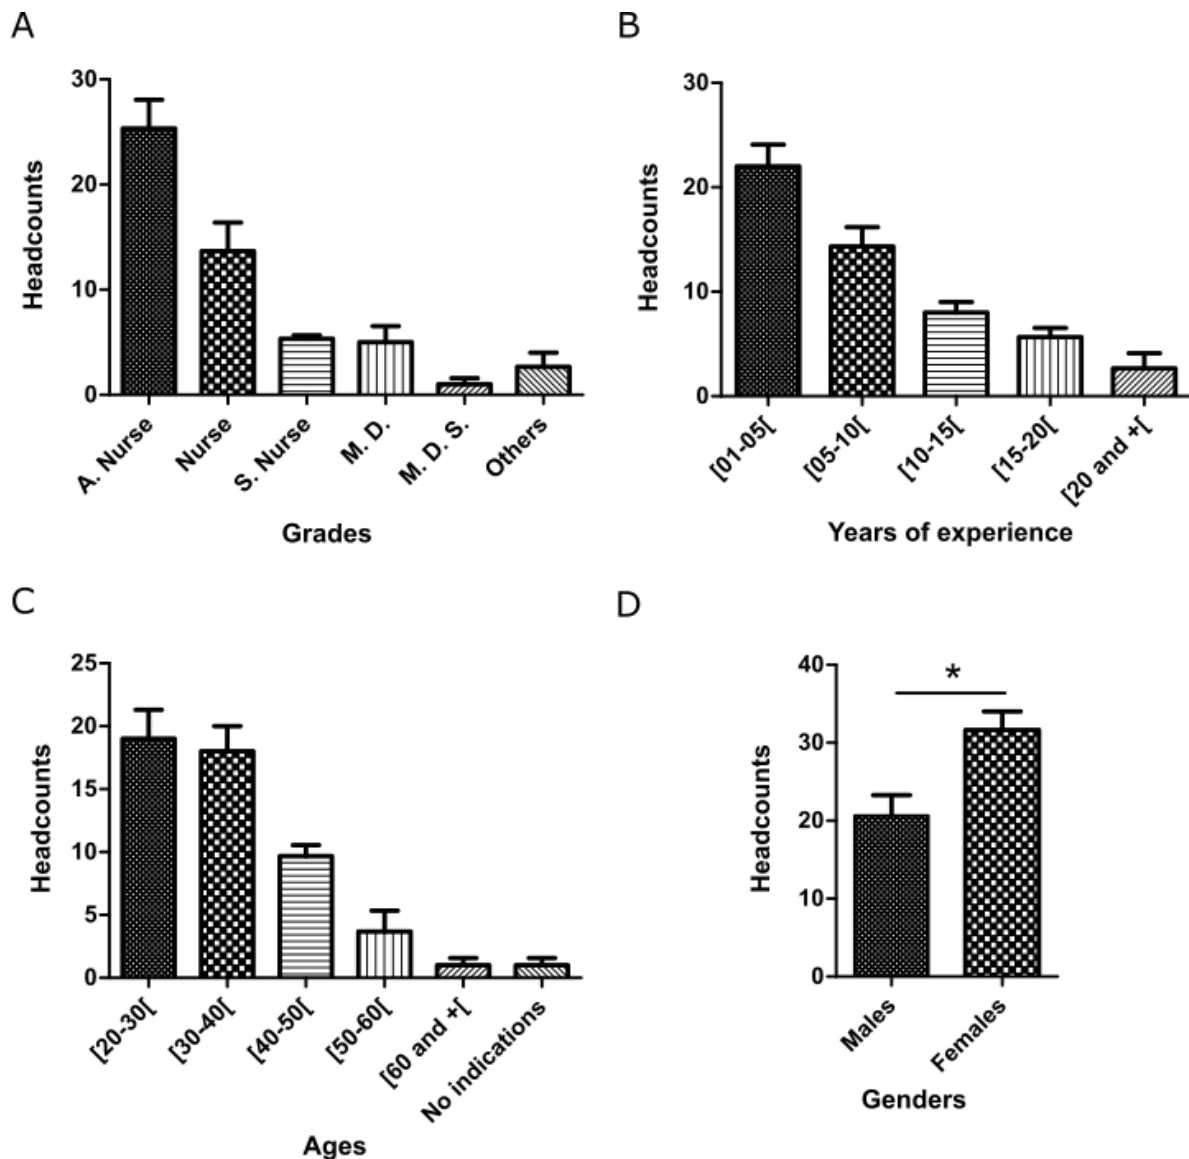 A
Headcounts
30
20
10
0
A. Nurse
Nurse
S. Nurse
M. D.
M. D. S.
Others
Grades
B
Headcounts
30
20
10
0
[01-05[
[05-10[
[10-15[
[15-20[
[20 and +[
Years of experience
C
Headcounts
25
20
15
10
5
0
[20-30[
[30-40[
[40-50[
[50-60[
[60 and +[
No indications
Ages
D
Headcounts
40
30
20
10
0
*
Males
Females
Genders